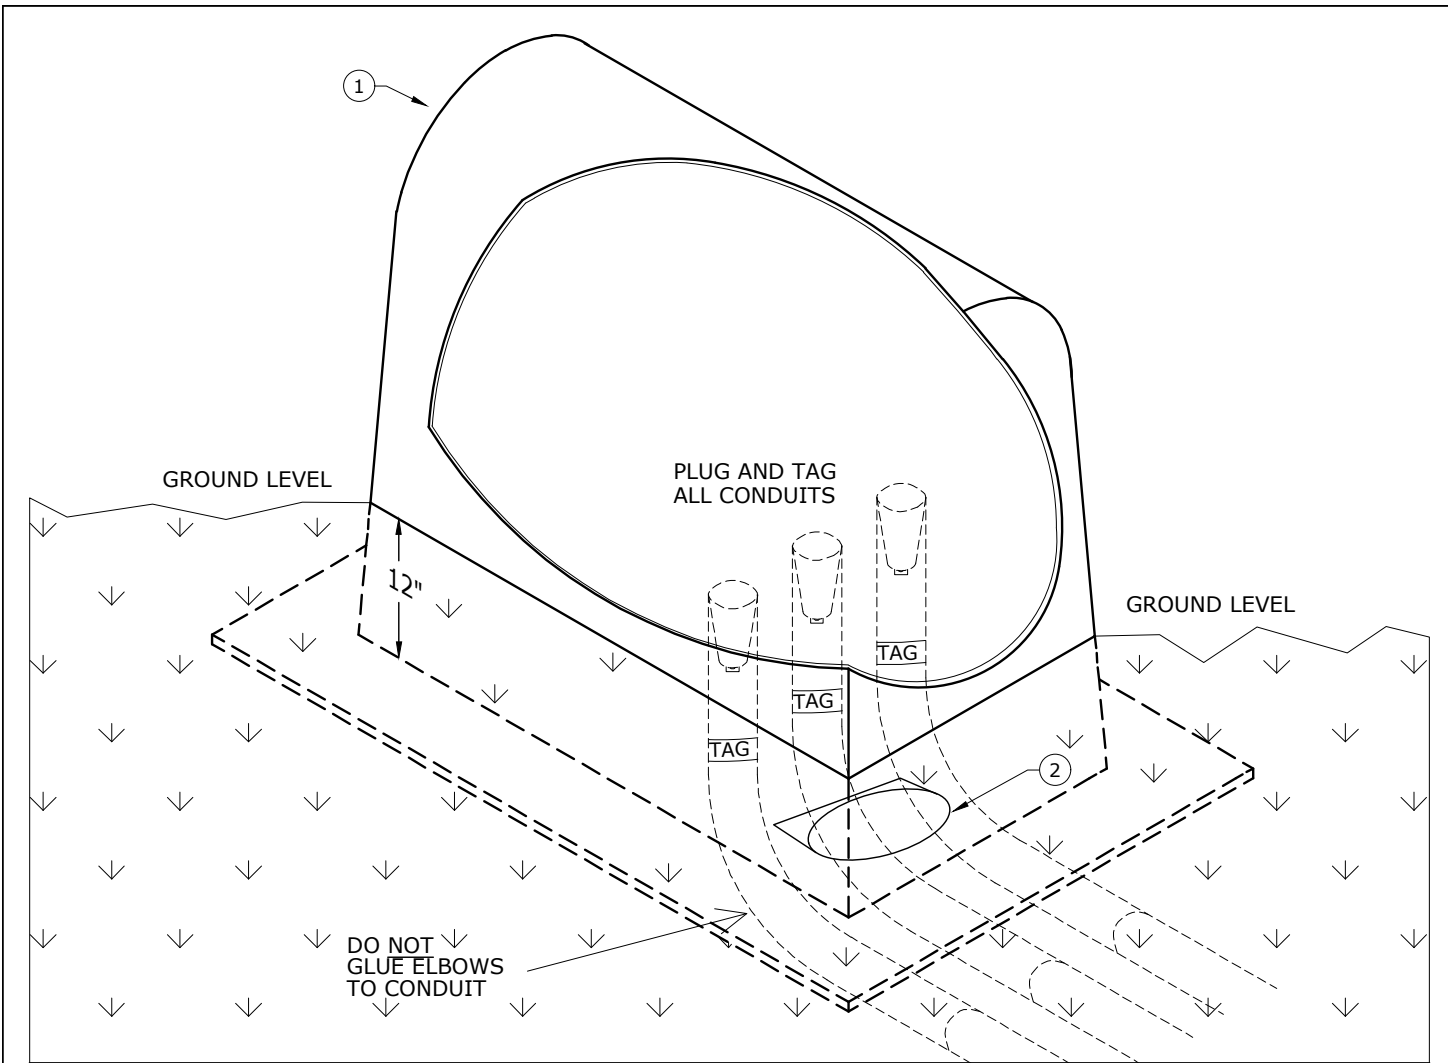 1
GROUND LEVEL
PLUG AND TAG
ALL CONDUITS
12"
GROUND LEVEL
TAG
TAG
TAG
2
DO NOT
GLUE ELBOWS
TO CONDUIT